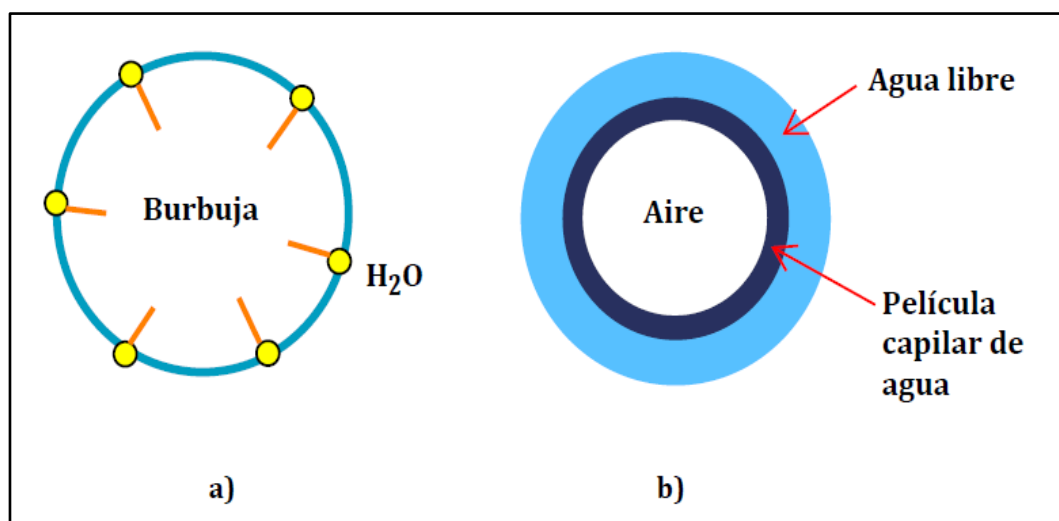 Burbuja
H₂O
a)
Agua libre
Aire
Película
capilar de
agua
b)